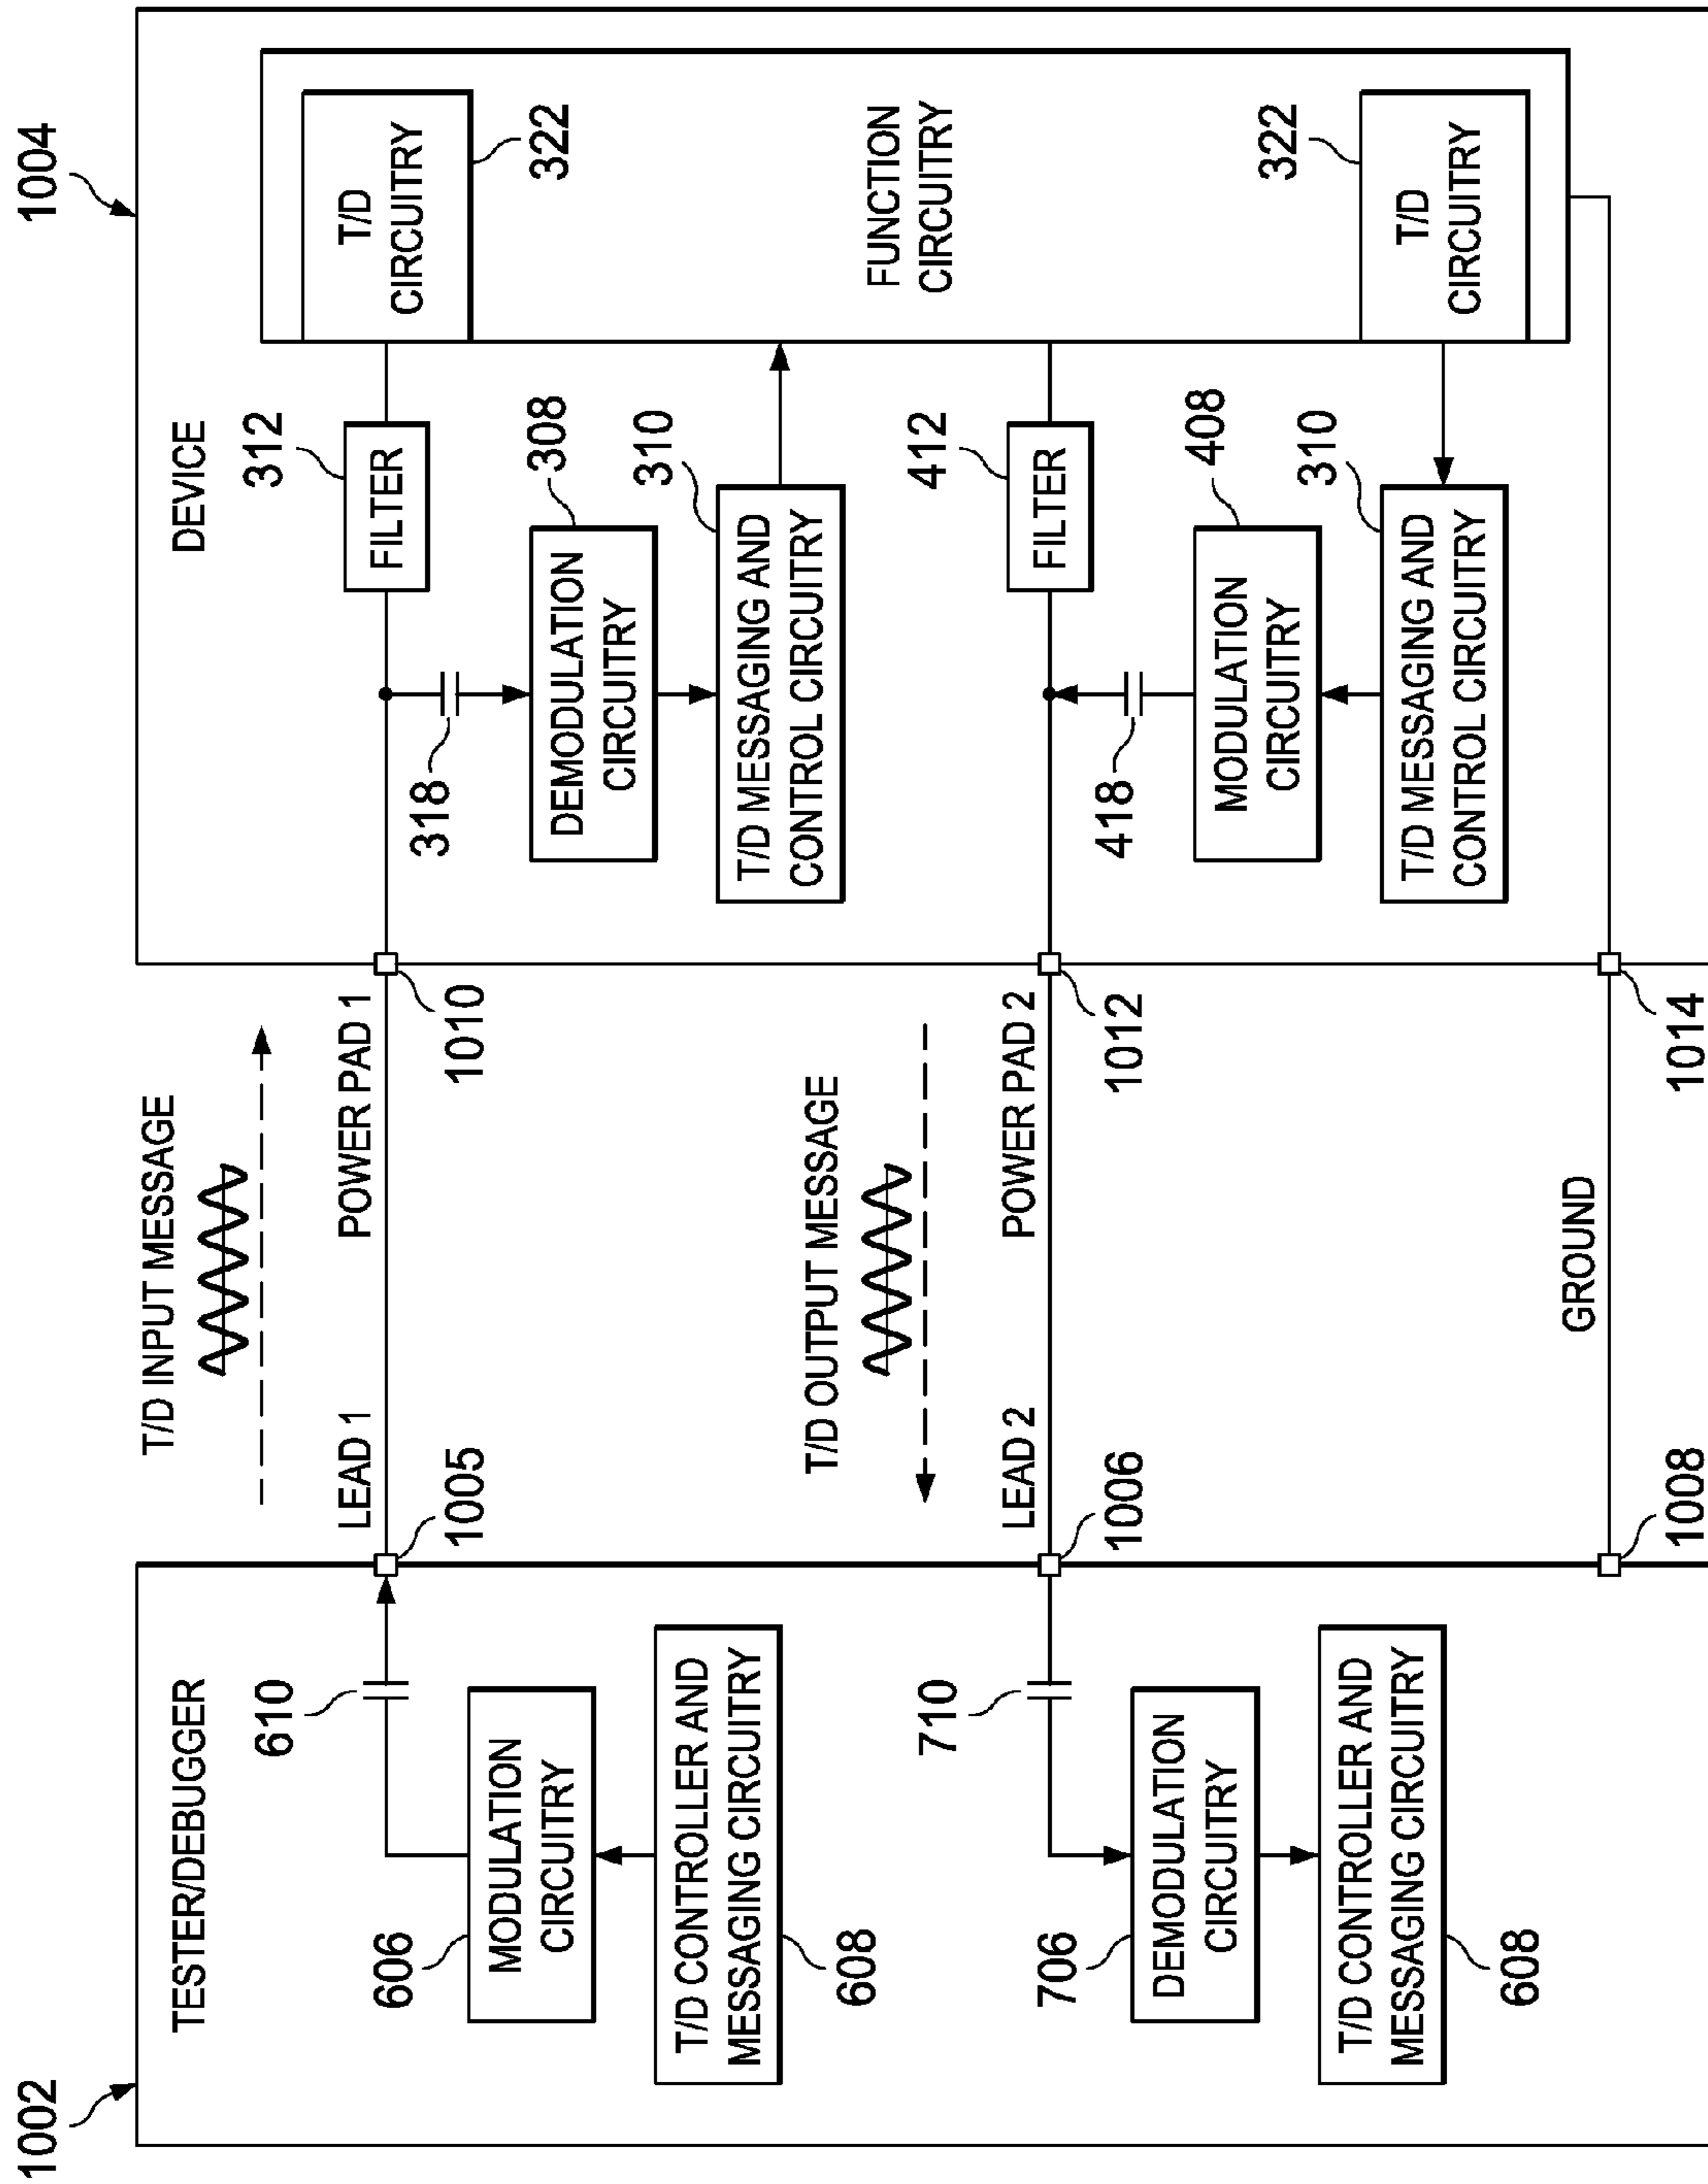 1002
1004
TESTER/DEBUGGER
610
606
MODULATION
CIRCUITRY
T/D CONTROLLER AND
MESSAGING CIRCUITRY
608
710
706
DEMODULATION
CIRCUITRY
T/D CONTROLLER AND
MESSAGING CIRCUITRY
608
T/D INPUT MESSAGE
LEAD 1
POWER PAD 1
1005
1010
T/D OUTPUT MESSAGE
LEAD 2
POWER PAD 2
1006
1012
GROUND
1008
1014
DEVICE
312
FILTER
318
DEMODULATION
CIRCUITRY
308
T/D MESSAGING AND
CONTROL CIRCUITRY
310
412
FILTER
418
MODULATION
CIRCUITRY
408
T/D MESSAGING AND
CONTROL CIRCUITRY
310
T/D
CIRCUITRY
322
FUNCTION
CIRCUITRY
322
T/D
CIRCUITRY